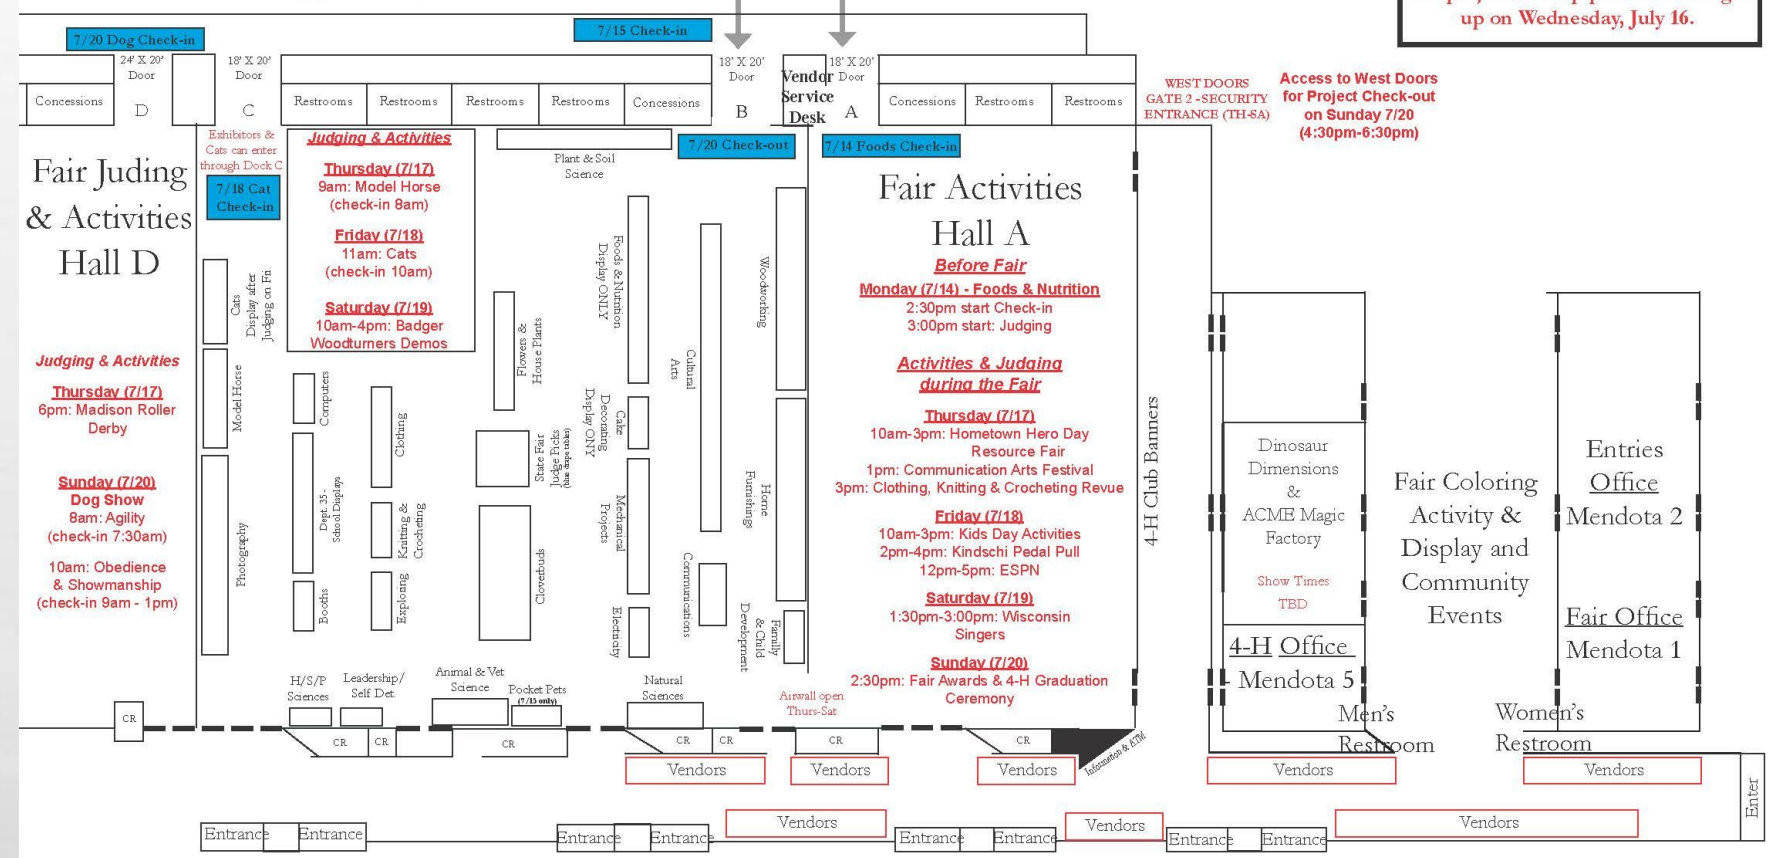 up on Wednesday, July 16.
7/20 Dog Check-in
7/15 Check-in
24' X 20'
Door
D
18' X 20'
Door
C
18' X 20'
Door
B
Vendor
Service
Desk
18' X 20'
Door
A
Concessions
Restrooms
Restrooms
Restrooms
Restrooms
Concessions
Concessions
Restrooms
Restrooms
WEST DOORS
GATE 2 -SECURITY
ENTRANCE (TH-SA)
Access to West Doors
for Project Check-out
on Sunday 7/20
(4:30pm-6:30pm)
Exhibitors &
Cats can enter
through Dock C
7/18 Cat
Check-in
7/20 Check-out
7/14 Foods Check-in
Fair Juding
& Activities
Hall D
Judging & Activities
Thursday (7/17)
6pm: Madison Roller
Derby
Sunday (7/20)
Dog Show
8am: Agility
(check-in 7:30am)
10am: Obedience
& Showmanship
(check-in 9am - 1pm)
Judging & Activities
Thursday (7/17)
9am: Model Horse
(check-in 8am)
Friday (7/18)
11am: Cats
(check-in 10am)
Saturday (7/19)
10am-4pm: Badger
Woodturners Demos
Plant & Soil
Science
Cats
Display after
Judging on Fri.
Model Horse
Photography
Computers
Dept. 35 -
School Displays
Booths
Clothing
Knitting &
Crocheting
Exploring
Flowers &
House Plants
State Fair
Judge Picks
(blue drape tables)
Cloverbuds
Foods & Nutrition
Display ONLY
Cake
Decorating
Display ONLY
Mechanical
Projects
Electricity
Cultural
Arts
Communications
Woodworking
Home
Furnishings
Family
& Child
Development
H/S/P
Sciences
Leadership/
Self Det.
Animal & Vet
Science
Pocket Pets
(7/15 only)
Natural
Sciences
Airwall open
Thurs-Sat
Fair Activities
Hall A
Before Fair
Monday (7/14) - Foods & Nutrition
2:30pm start Check-in
3:00pm start: Judging
Activities & Judging
during the Fair
Thursday (7/17)
10am-3pm: Hometown Hero Day
Resource Fair
1pm: Communication Arts Festival
3pm: Clothing, Knitting & Crocheting Revue
Friday (7/18)
10am-3pm: Kids Day Activities
2pm-4pm: Kindschi Pedal Pull
12pm-5pm: ESPN
Saturday (7/19)
1:30pm-3:00pm: Wisconsin
Singers
Sunday (7/20)
2:30pm: Fair Awards & 4-H Graduation
Ceremony
4-H Club Banners
Dinosaur
Dimensions
&
ACME Magic
Factory
Show Times
TBD
4-H Office
- Mendota 5
Fair Coloring
Activity &
Display and
Community
Events
Entries
Office
Mendota 2
Fair Office
Mendota 1
Men's
Restroom
Women's
Restroom
CR
CR
CR
CR
CR
CR
CR
CR
Information & ATM
Vendors
Vendors
Vendors
Vendors
Vendors
Enter
Entrance
Entrance
Entrance
Entrance
Vendors
Entrance
Entrance
Vendors
Entrance
Entrance
Vendors